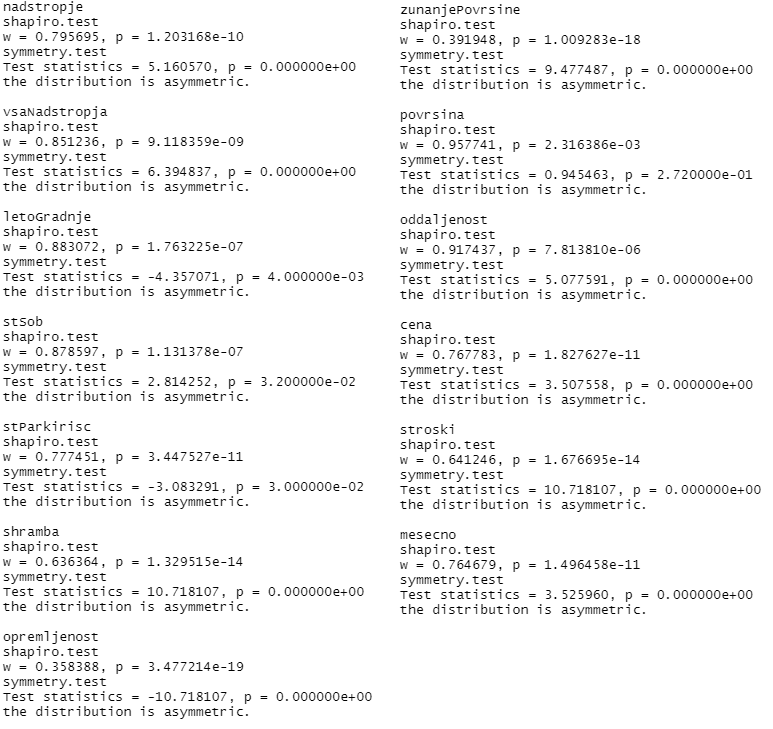 nadstropje
shapiro.test
w = 0.795695, p = 1.203168e-10
symmetry.test
Test statistics = 5.160570, p = 0.000000e+00
the distribution is asymmetric.
vsaNadstropja
shapiro.test
w = 0.851236, p = 9.118359e-09
symmetry.test
Test statistics = 6.394837, p = 0.000000e+00
the distribution is asymmetric.
letoGradnje
shapiro.test
w = 0.883072, p = 1.763225e-07
symmetry.test
Test statistics = -4.357071, p = 4.000000e-03
the distribution is asymmetric.
stSob
shapiro.test
w = 0.878597, p = 1.131378e-07
symmetry.test
Test statistics = 2.814252, p = 3.200000e-02
the distribution is asymmetric.
stParkirisc
shapiro.test
w = 0.777451, p = 3.447527e-11
symmetry.test
Test statistics = -3.083291, p = 3.000000e-02
the distribution is asymmetric.
shramba
shapiro.test
w = 0.636364, p = 1.329515e-14
symmetry.test
Test statistics = 10.718107, p = 0.000000e+00
the distribution is asymmetric.
opremljenost
shapiro.test
w = 0.358388, p = 3.477214e-19
symmetry.test
Test statistics = -10.718107, p = 0.000000e+00
the distribution is asymmetric.
zunanjePovrsine
shapiro.test
w = 0.391948, p = 1.009283e-18
symmetry.test
Test statistics = 9.477487, p = 0.000000e+00
the distribution is asymmetric.
povrsina
shapiro.test
w = 0.957741, p = 2.316386e-03
symmetry.test
Test statistics = 0.945463, p = 2.720000e-01
the distribution is asymmetric.
oddaljenost
shapiro.test
w = 0.917437, p = 7.813810e-06
symmetry.test
Test statistics = 5.077591, p = 0.000000e+00
the distribution is asymmetric.
cena
shapiro.test
w = 0.767783, p = 1.827627e-11
symmetry.test
Test statistics = 3.507558, p = 0.000000e+00
the distribution is asymmetric.
stroski
shapiro.test
w = 0.641246, p = 1.676695e-14
symmetry.test
Test statistics = 10.718107, p = 0.000000e+00
the distribution is asymmetric.
mesecno
shapiro.test
w = 0.764679, p = 1.496458e-11
symmetry.test
Test statistics = 3.525960, p = 0.000000e+00
the distribution is asymmetric.